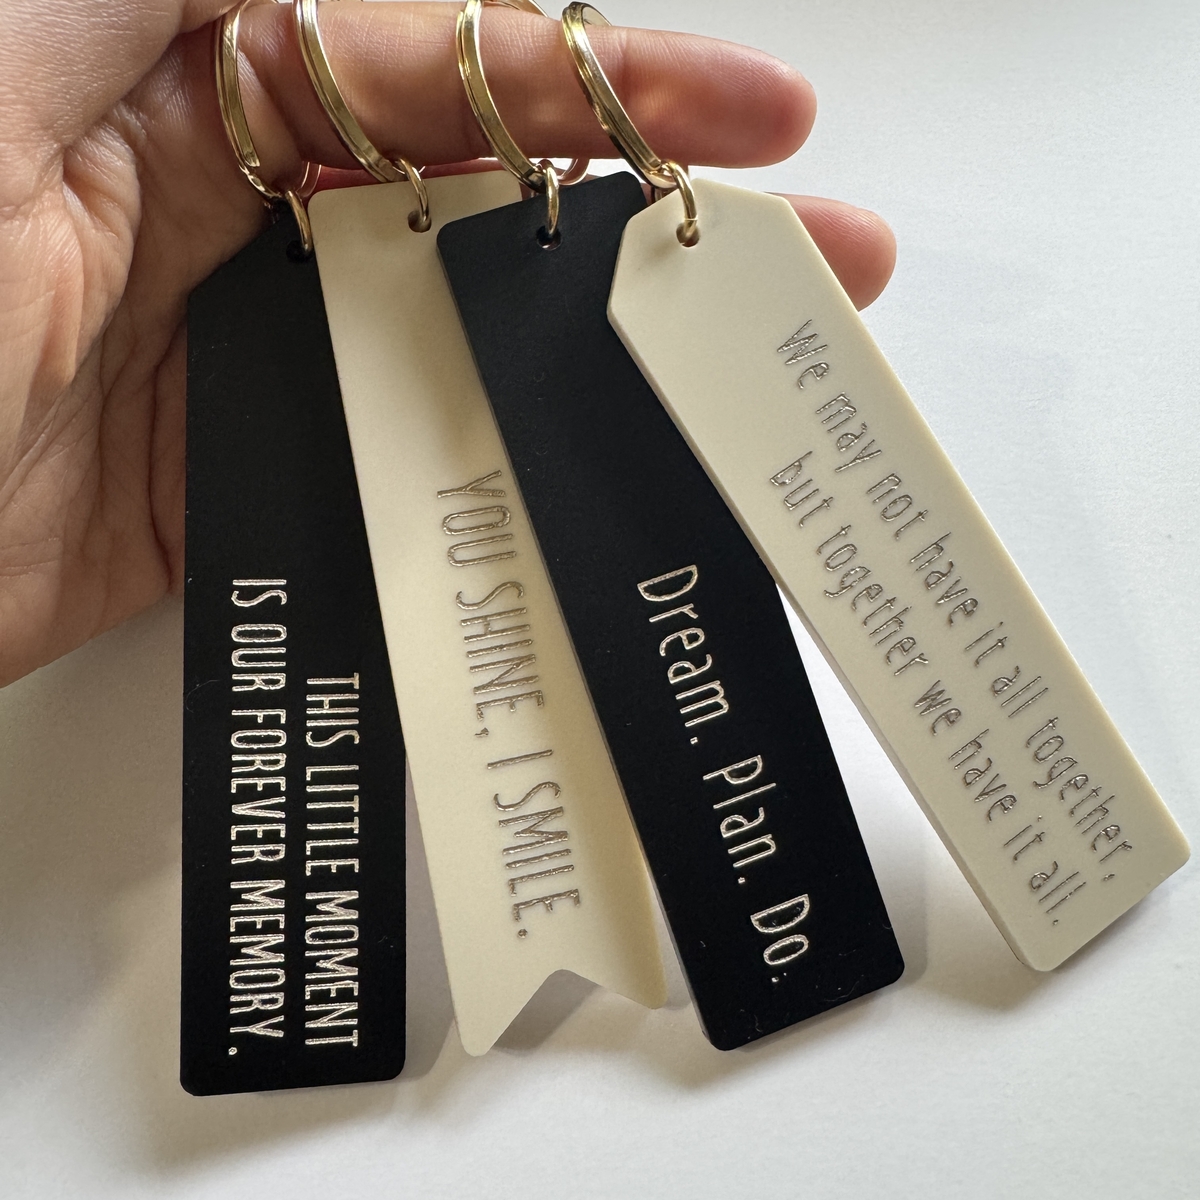 THIS LITTLE MOMENT
IS OUR FOREVER MEMORY.
YOU SHINE, I SMILE.
Dream. Plan. Do.
We may not have it all together,
but together we have it all.